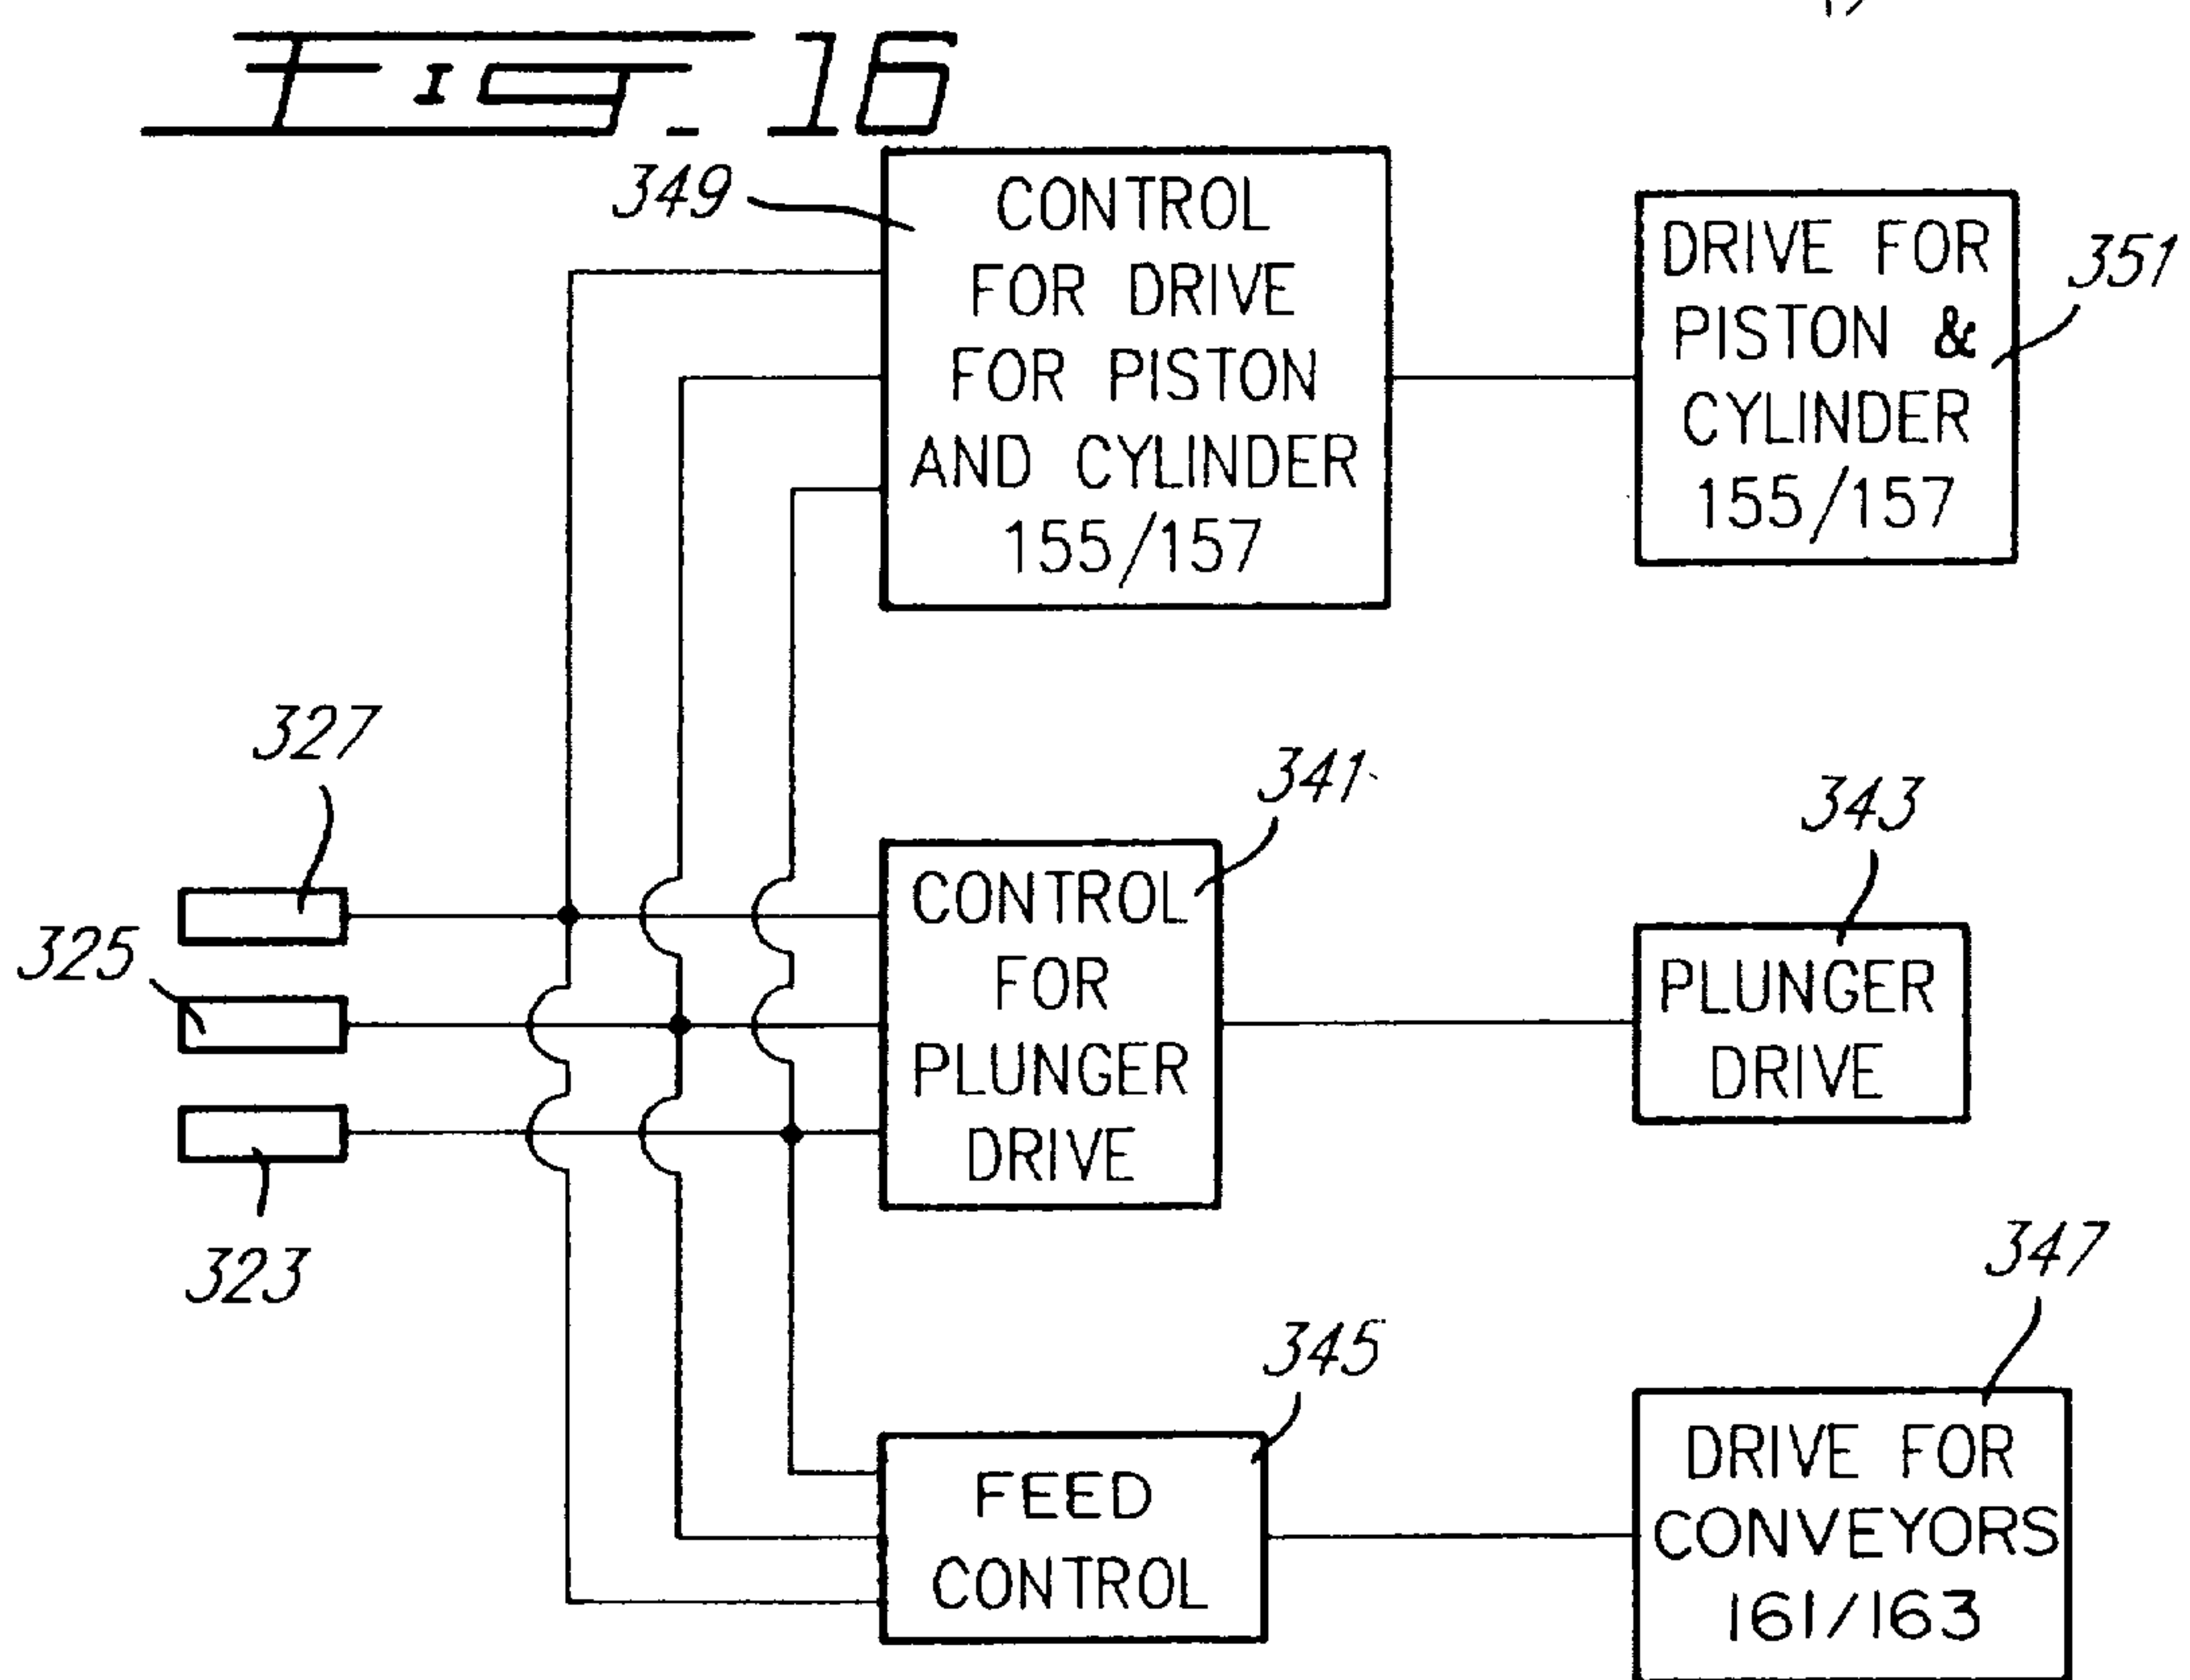 FIG. 16
349
CONTROL
FOR DRIVE
FOR PISTON
AND CYLINDER
155/157
DRIVE FOR
PISTON &
CYLINDER
155/157
351
327
325
323
341
CONTROL
FOR
PLUNGER
DRIVE
343
PLUNGER
DRIVE
345
FEED
CONTROL
347
DRIVE FOR
CONVEYORS
161/163